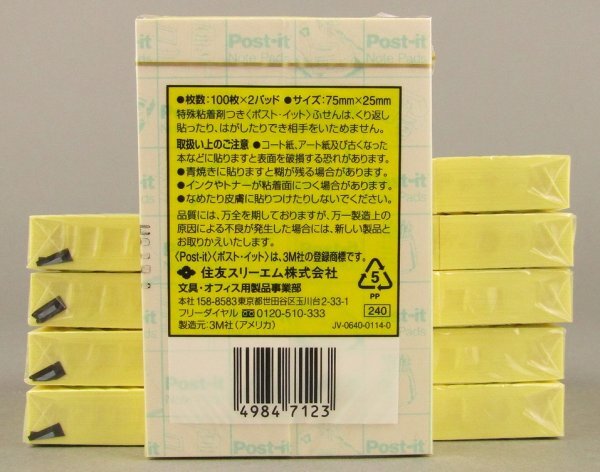 Post-it
Note Pads
Post-it
Note Pads
●枚数：100枚×2パッド ●サイズ：75mm×25mm
特殊粘着剤つき〈ポスト・イット〉ふせんは、くり返し
貼ったり、はがしたりでき相手をいためません。
取扱い上のご注意 ●コート紙、アート紙及び古くなった
本などに貼りますと表面を破損する恐れがあります。
●青焼きに貼りますと糊が残る場合があります。
●インクやトナーが粘着面につく場合があります。
●なめたり皮膚に貼りつけたりしないでください。
品質には、万全を期しておりますが、万一製造上の
原因による不良が発生した場合には、新しい製品と
お取りかえいたします。
〈Post-it〉〈ポスト・イット〉は、3M社の登録商標です。
住友スリーエム株式会社
文具・オフィス用製品事業部
本社 158-8583東京都世田谷区玉川台2-33-1
フリーダイヤル 0120-510-333
製造元：3M社（アメリカ）
5
PP
240
JV-0640-0114-0
4984 7123
Post-it